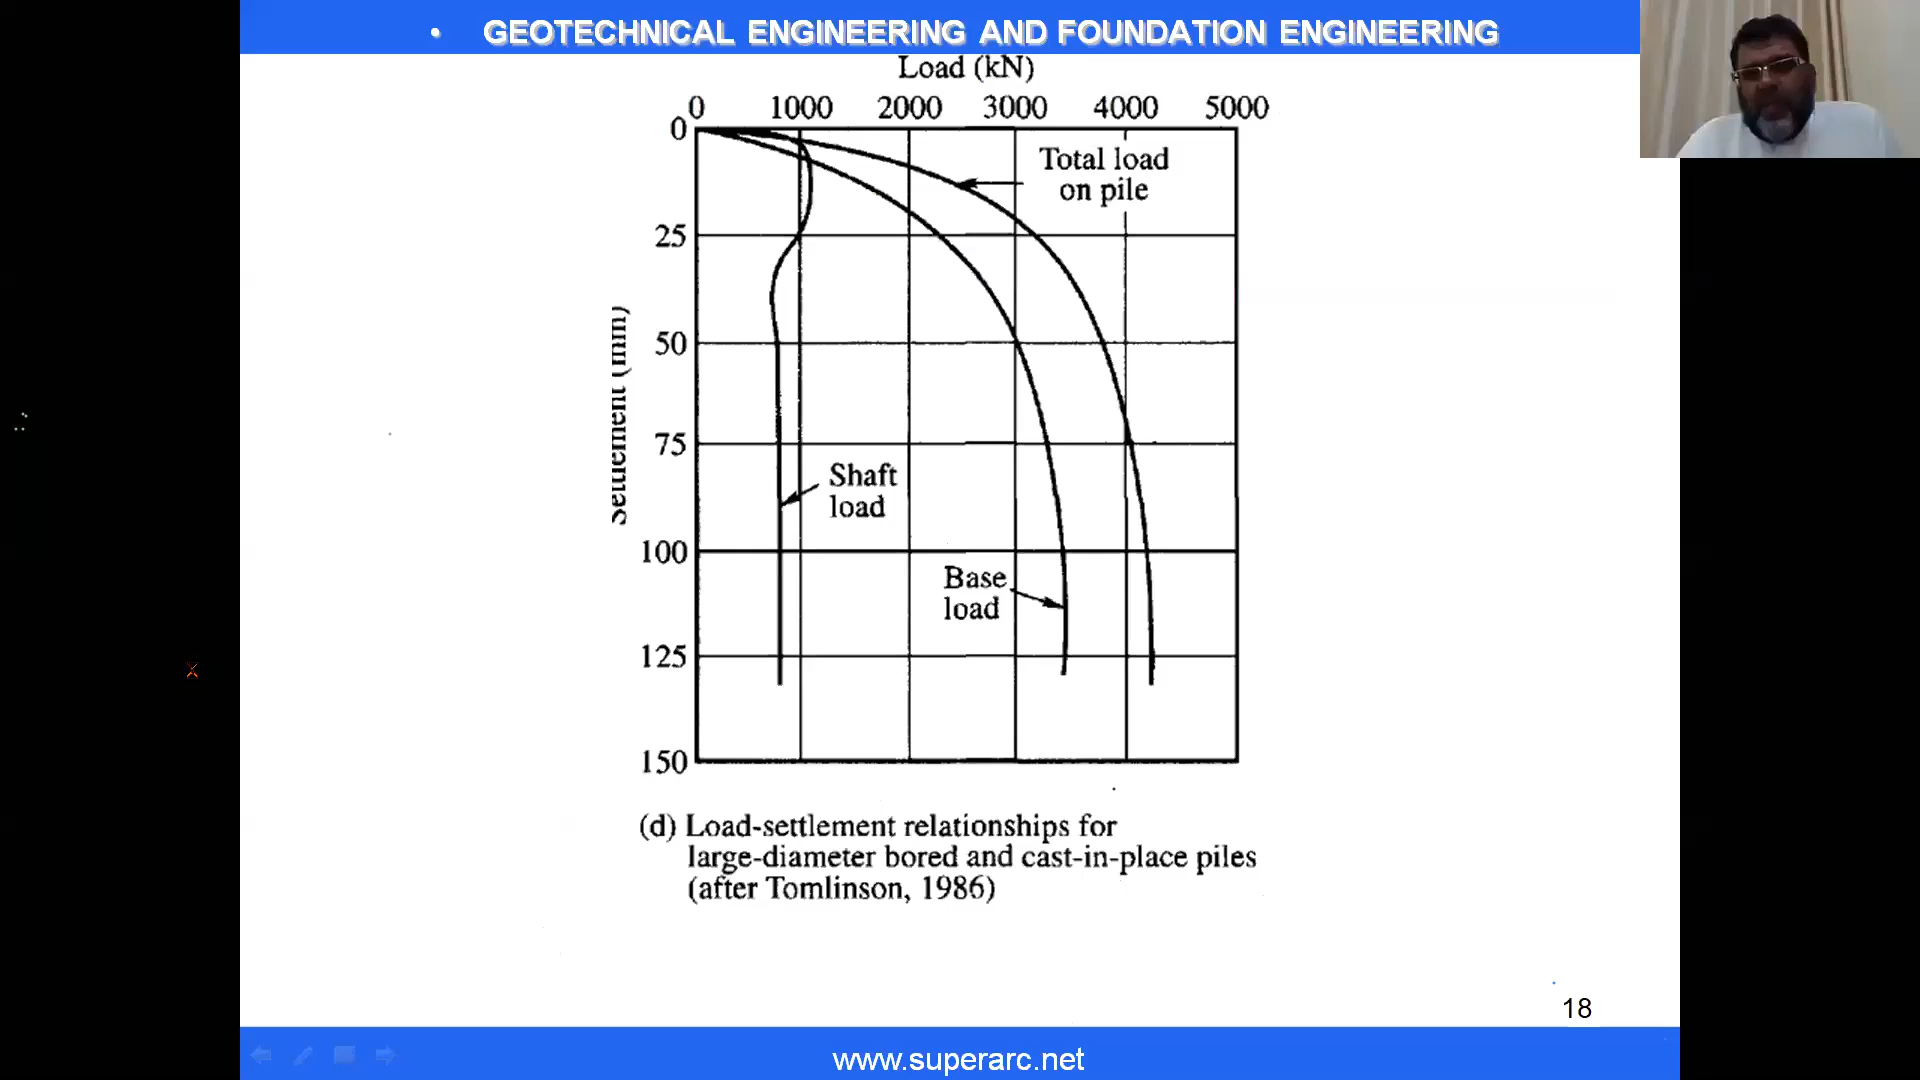 • GEOTECHNICAL ENGINEERING AND FOUNDATION ENGINEERING
Load (kN)
0 1000 2000 3000 4000 5000
0
Total load
on pile
25
50
Settlement (mm)
75
Shaft
load
100
Base
load
125
150
(d) Load-settlement relationships for
large-diameter bored and cast-in-place piles
(after Tomlinson, 1986)
18
www.superarc.net